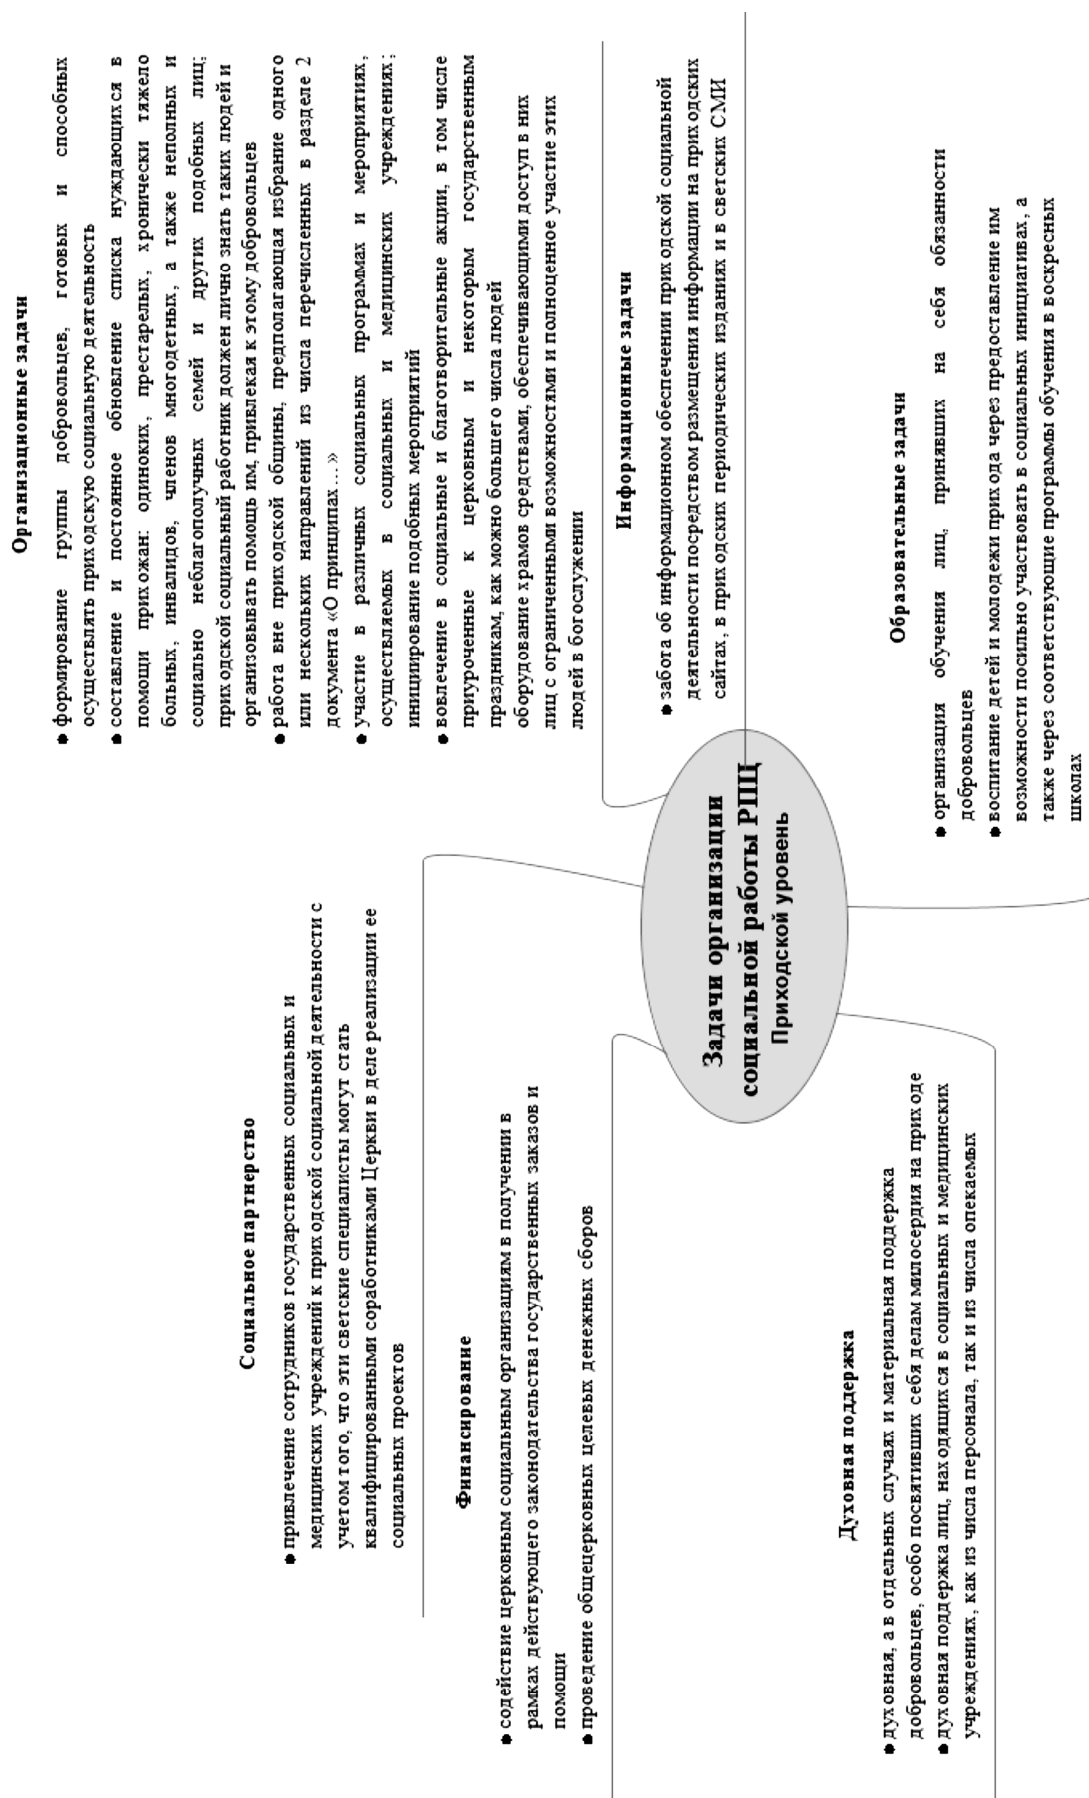 Организационные задачи
● формирование группы добровольцев, готовых и способных
осуществлять приходскую социальную деятельность
● составление и постоянное обновление списка нуждающихся в
помощи прихожан: одиноких, престарелых, хронически тяжело
больных, инвалидов, членов многодетных, а также неполных и
социально неблагополучных семей и других подобных лиц;
приходской социальный работник должен лично знать таких людей и
организовывать помощь им, привлекая к этому добровольцев
● работа вне приходской общины, предполагающая избрание одного
или нескольких направлений из числа перечисленных в разделе 2
документа «О принципах…»
● участие в различных социальных программах и мероприятиях,
осуществляемых в социальных и медицинских учреждениях;
инициирование подобных мероприятий
● вовлечение в социальные и благотворительные акции, в том числе
приуроченные к церковным и некоторым государственным
праздникам, как можно большего числа людей
оборудование храмов средствами, обеспечивающими доступ в них
лиц с ограниченными возможностями и полноценное участие этих
людей в богослужении
Социальное партнерство
● привлечение сотрудников государственных социальных и
медицинских учреждений к приходской социальной деятельности с
учетом того, что эти светские специалисты могут стать
квалифицированными соработниками Церкви в деле реализации ее
социальных проектов
Финансирование
● содействие церковным социальным организациям в получении в
рамках действующего законодательства государственных заказов и
помощи
● проведение общецерковных целевых денежных сборов
Информационные задачи
● забота об информационном обеспечении приходской социальной
деятельности посредством размещения информации на приходских
сайтах, в приходских периодических изданиях и в светских СМИ
Задачи организации
социальной работы РПЦ
Приходской уровень
Духовная поддержка
● духовная, а в отдельных случаях и материальная поддержка
добровольцев, особо посвятивших себя делам милосердия на приходе
● духовная поддержка лиц, находящихся в социальных и медицинских
учреждениях, как из числа персонала, так и из числа опекаемых
Образовательные задачи
● организация обучения лиц, принявших на себя обязанности
добровольцев
● воспитание детей и молодежи прихода через предоставление им
возможности посильно участвовать в социальных инициативах, а
также через соответствующие программы обучения в воскресных
школах